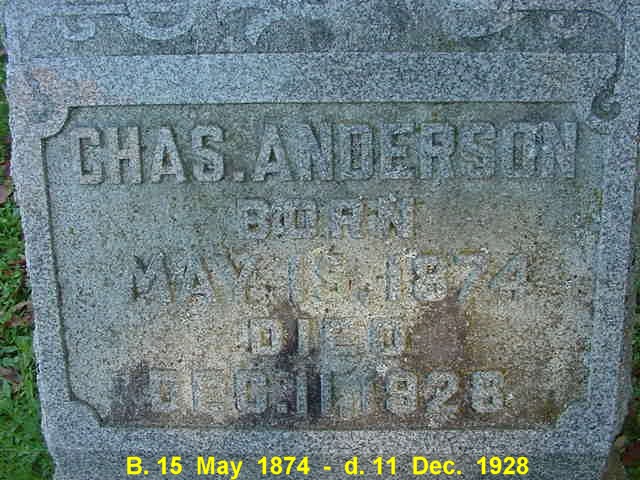 CHAS. ANDERSON
BORN
MAY 15, 1874
DIED
DEC. 11, 1928
B. 15 May 1874 - d. 11 Dec. 1928